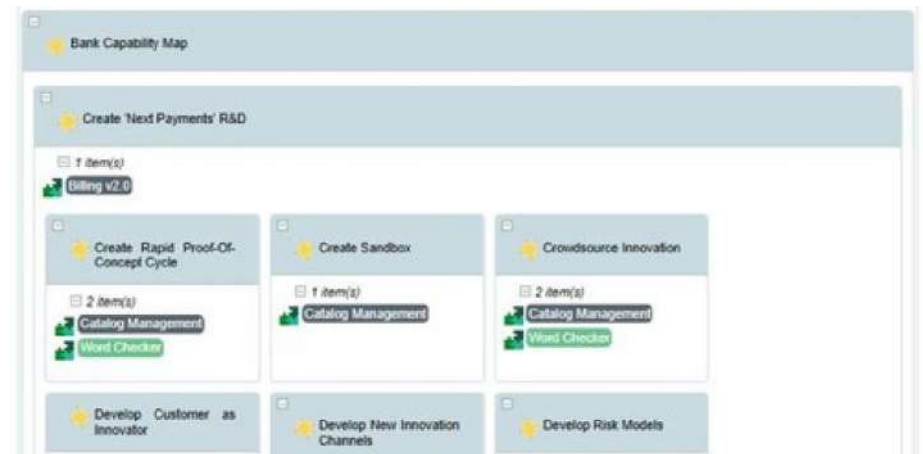 Bank Capability Map
Create 'Next Payments' R&D
1 item(s)
Billing v2.0
Create Rapid Proof-Of-
Concept Cycle
2 item(s)
Catalog Management
Word Checker
Create Sandbox
1 item(s)
Catalog Management
Crowdsource Innovation
2 item(s)
Catalog Management
Word Checker
Develop Customer as
Innovator
Develop New Innovation
Channels
Develop Risk Models